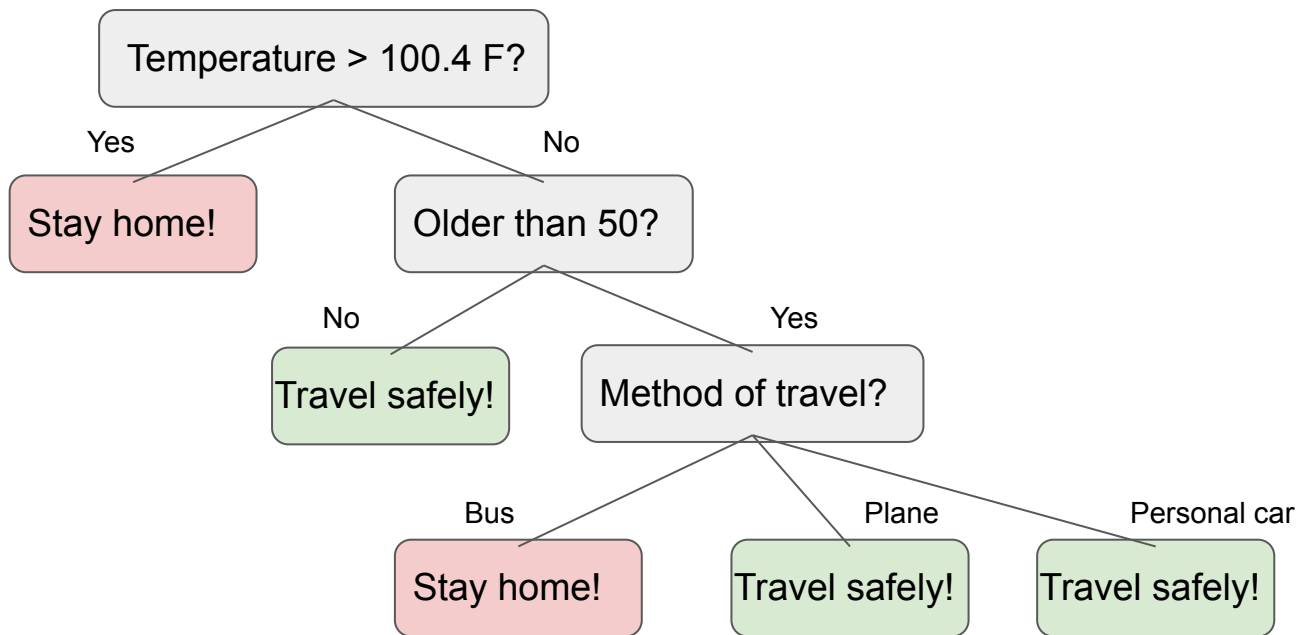 Temperature > 100.4 F?
Yes
No
Stay home!
Older than 50?
No
Yes
Travel safely!
Method of travel?
Bus
Plane
Personal car
Stay home!
Travel safely!
Travel safely!